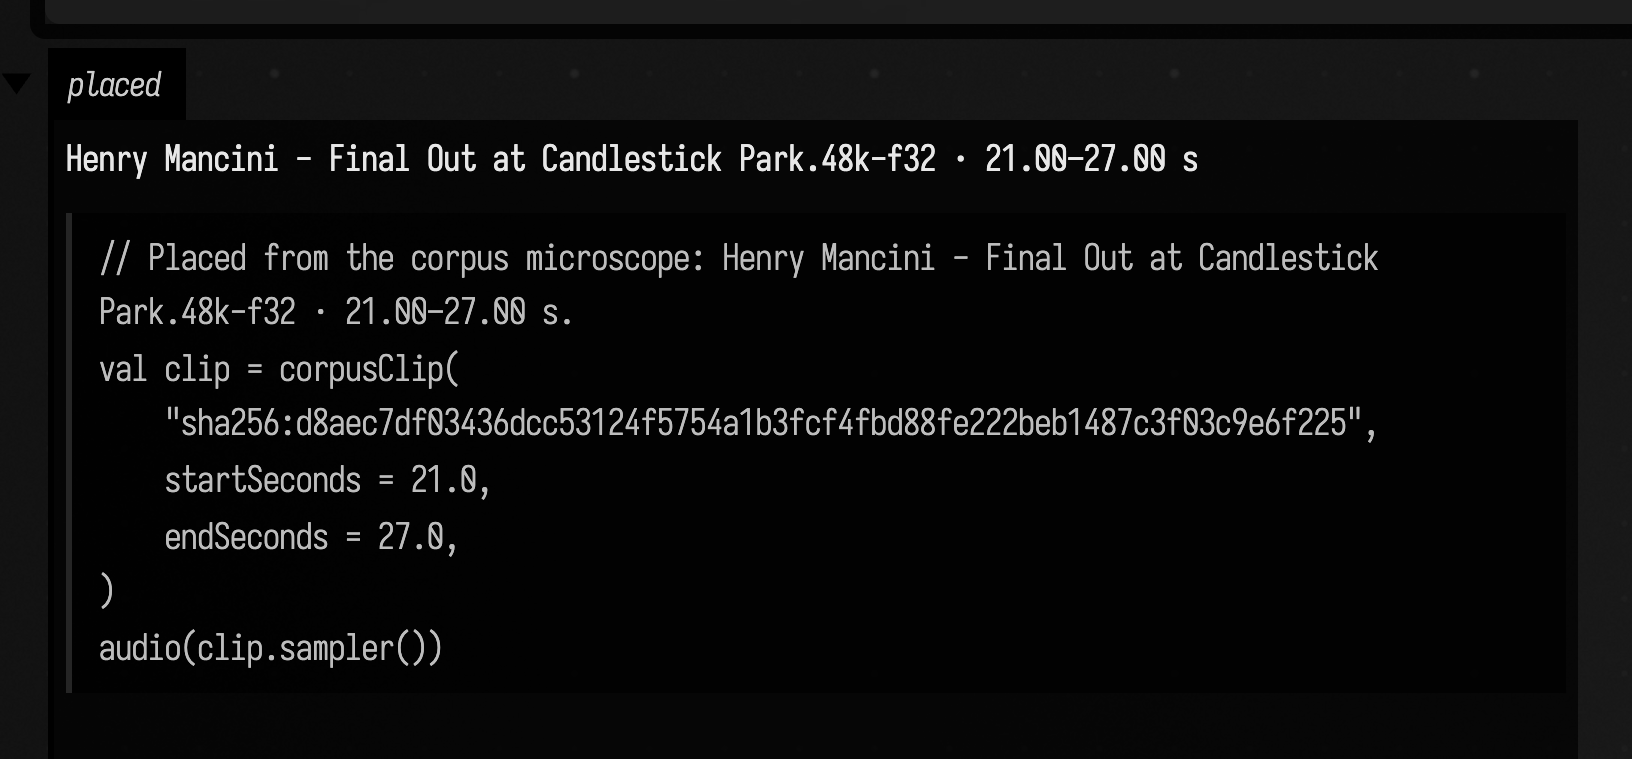 placed
Henry Mancini – Final Out at Candlestick Park.48k-f32 · 21.00–27.00 s
// Placed from the corpus microscope: Henry Mancini – Final Out at Candlestick
Park.48k-f32 · 21.00–27.00 s.
val clip = corpusClip(
    "sha256:d8aec7df03436dcc53124f5754a1b3fcf4fbd88fe222beb1487c3f03c9e6f225",
    startSeconds = 21.0,
    endSeconds = 27.0,
)
audio(clip.sampler())